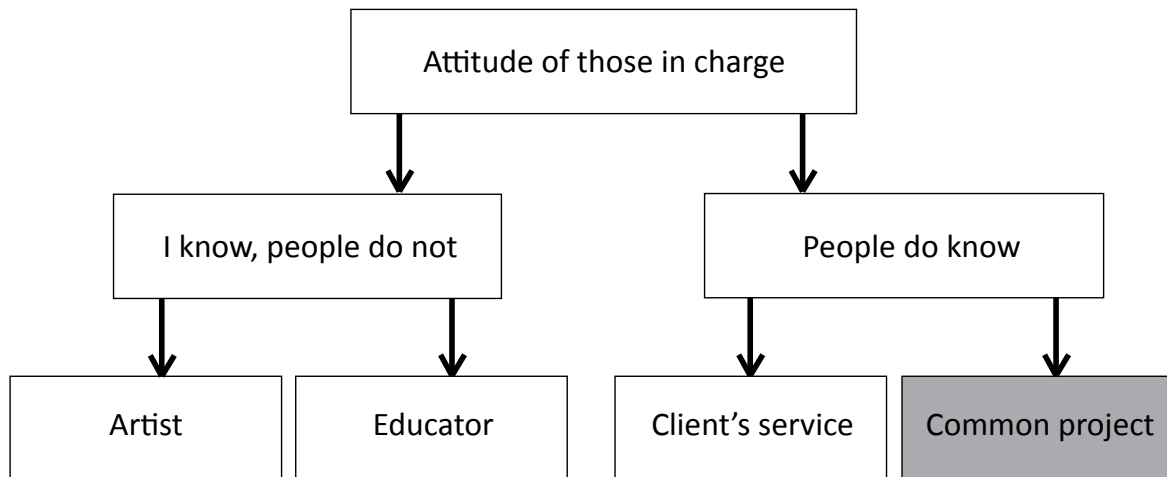 Attitude of those in charge
I know, people do not
People do know
Artist
Educator
Client’s service
Common project